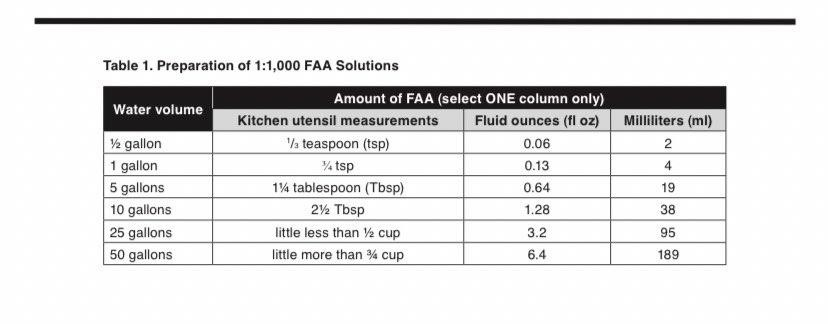 Table 1. Preparation of 1:1,000 FAA Solutions
Water volume
Amount of FAA (select ONE column only)
Kitchen utensil measurements Fluid ounces (fl oz) Milliliters (ml)
½ gallon ⅓ teaspoon (tsp) 0.06 2
1 gallon ¾ tsp 0.13 4
5 gallons 1¼ tablespoon (Tbsp) 0.64 19
10 gallons 2½ Tbsp 1.28 38
25 gallons little less than ½ cup 3.2 95
50 gallons little more than ¾ cup 6.4 189